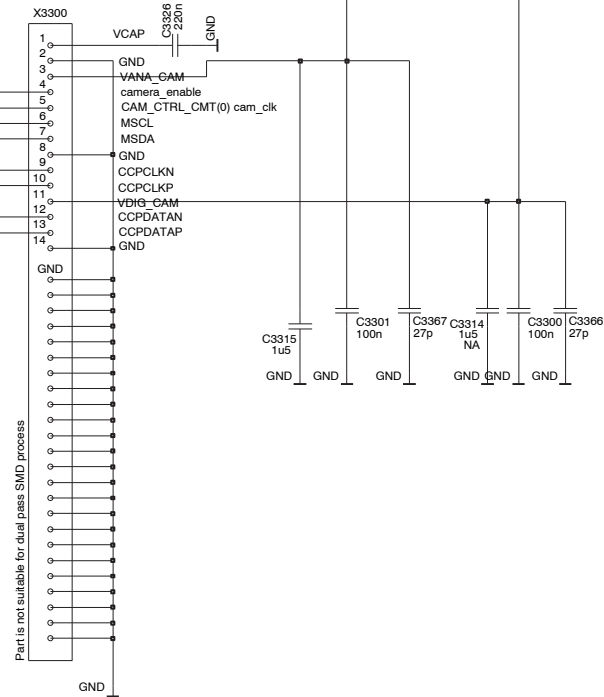 X3300
C3326
220n
GND
1 VCAP
2 GND
3 VANA_CAM
4 camera_enable
5 CAM_CTRL_CMT(0) cam_clk
6 MSCL
7 MSDA
8 GND
9 CCPCLKN
10 CCPCLKP
11 VDIG_CAM
12 CCPDATAN
13 CCPDATAP
14 GND
GND
C3315
1u5
GND
C3301
100n
GND
C3367
27p
GND
C3314
1u5
NA
GND
C3300
100n
GND
C3366
27p
GND
Part is not suitable for dual pass SMD process
GND